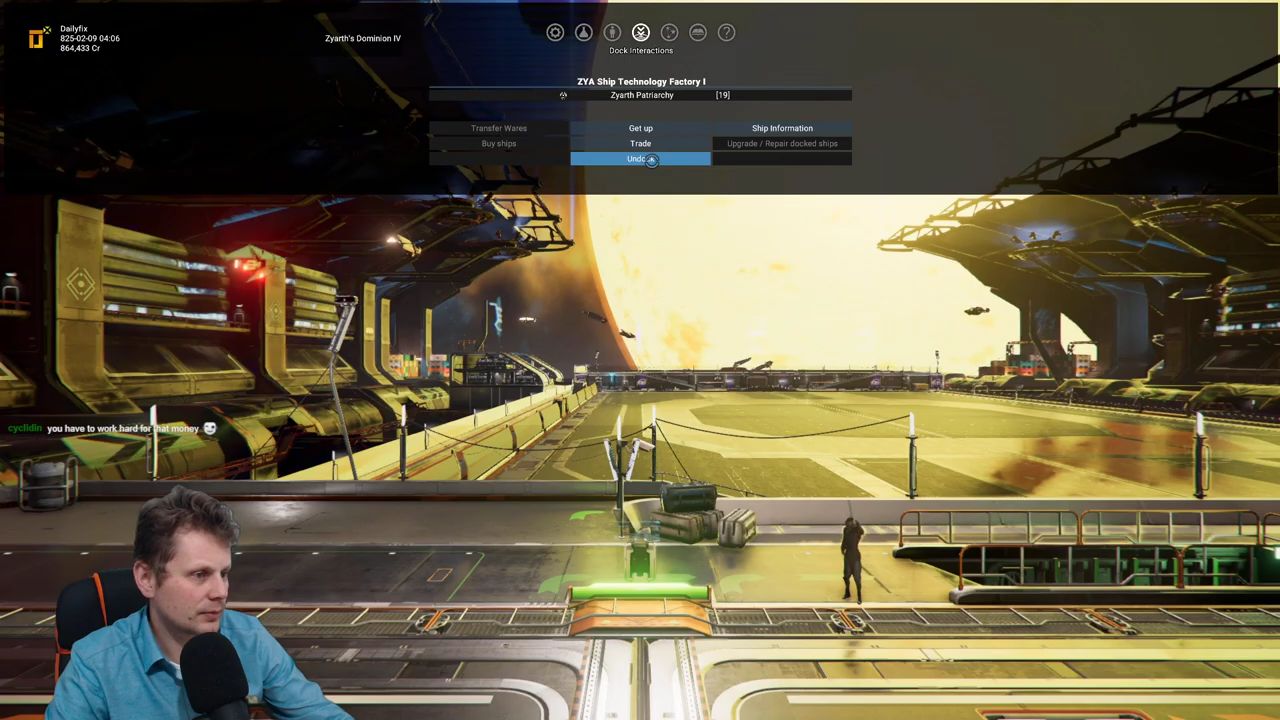 Dailyfix
825-02-09 04:06
864,433 Cr
Zyarth's Dominion IV
Dock Interactions
ZYA Ship Technology Factory I
Zyarth Patriarchy [19]
Transfer Wares Get up Ship Information
Buy ships Trade Upgrade / Repair docked ships
Undock
cyclidin you have to work hard for that money